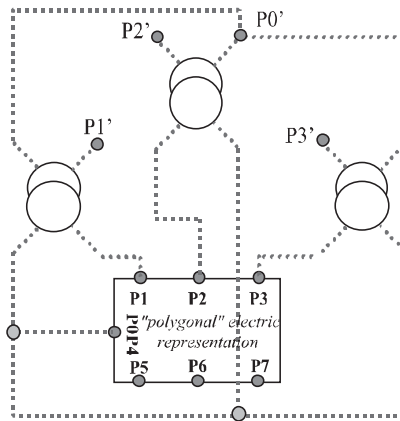 P2' P0'
P1' P3'
P1 P2 P3
P0P4 "polygonal" electric
representation
P5 P6 P7